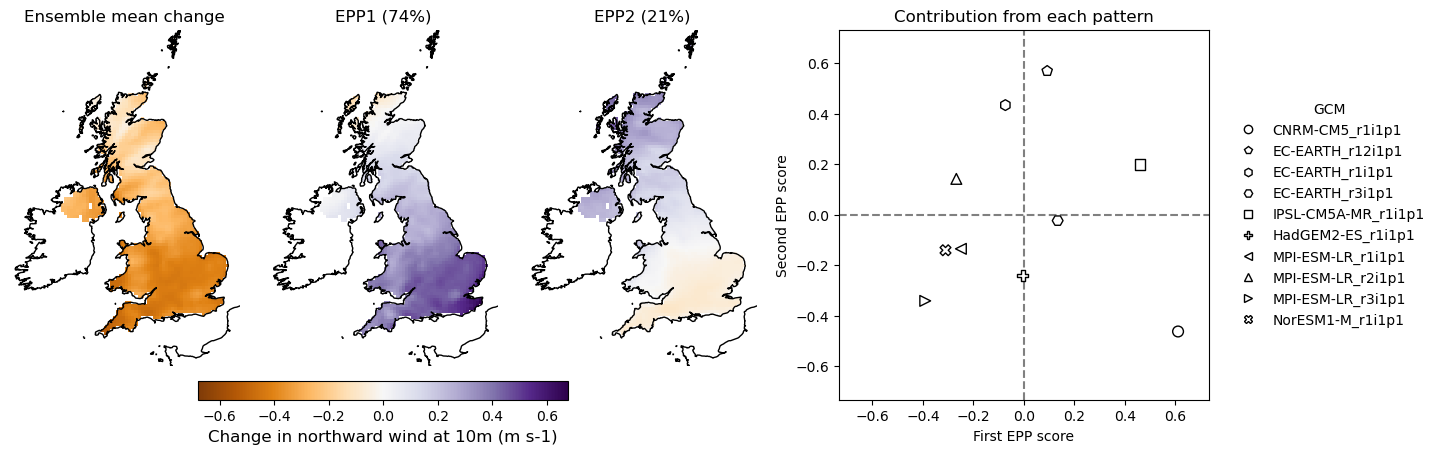 Ensemble mean change
EPP1 (74%)
EPP2 (21%)
−0.6 −0.4 −0.2 0.0 0.2 0.4 0.6
Change in northward wind at 10m (m s-1)
Contribution from each pattern
Second EPP score
0.6
0.4
0.2
0.0
−0.2
−0.4
−0.6
−0.6 −0.4 −0.2 0.0 0.2 0.4 0.6
First EPP score
GCM
CNRM-CM5_r1i1p1
EC-EARTH_r12i1p1
EC-EARTH_r1i1p1
EC-EARTH_r3i1p1
IPSL-CM5A-MR_r1i1p1
HadGEM2-ES_r1i1p1
MPI-ESM-LR_r1i1p1
MPI-ESM-LR_r2i1p1
MPI-ESM-LR_r3i1p1
NorESM1-M_r1i1p1